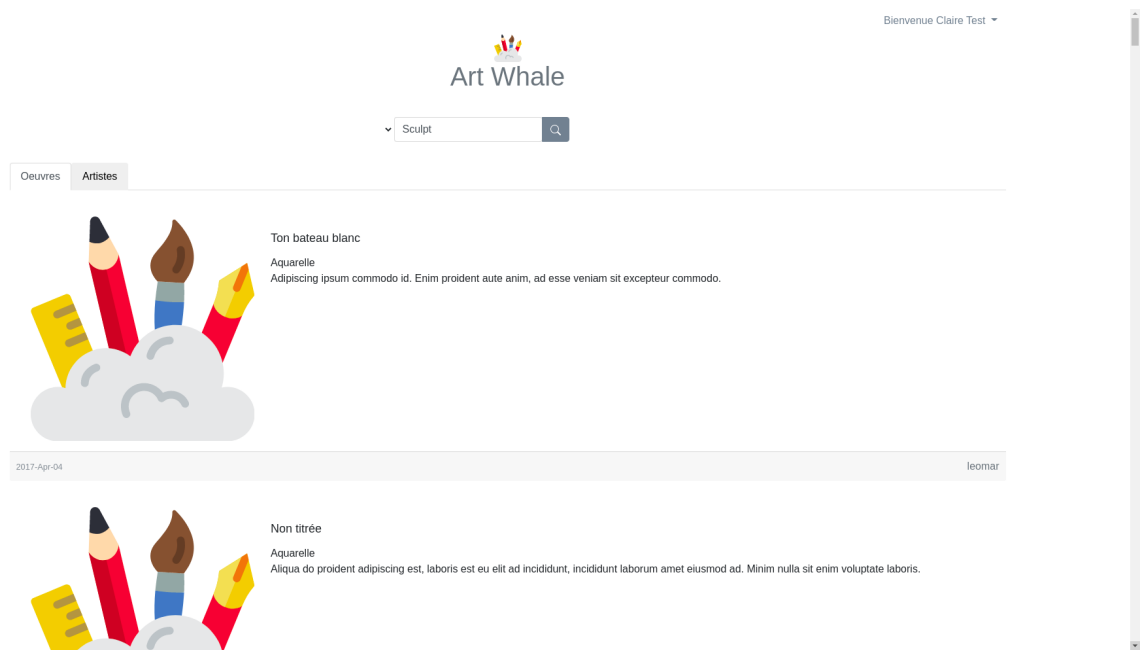 Bienvenue Claire Test
Art Whale
Sculpt
Oeuvres Artistes
Ton bateau blanc
Aquarelle
Adipiscing ipsum commodo id. Enim proident aute anim, ad esse veniam sit excepteur commodo.
2017-Apr-04 leomar
Non titrée
Aquarelle
Aliqua do proident adipiscing est, laboris est eu elit ad incididunt, incididunt laborum amet eiusmod ad. Minim nulla sit enim voluptate laboris.